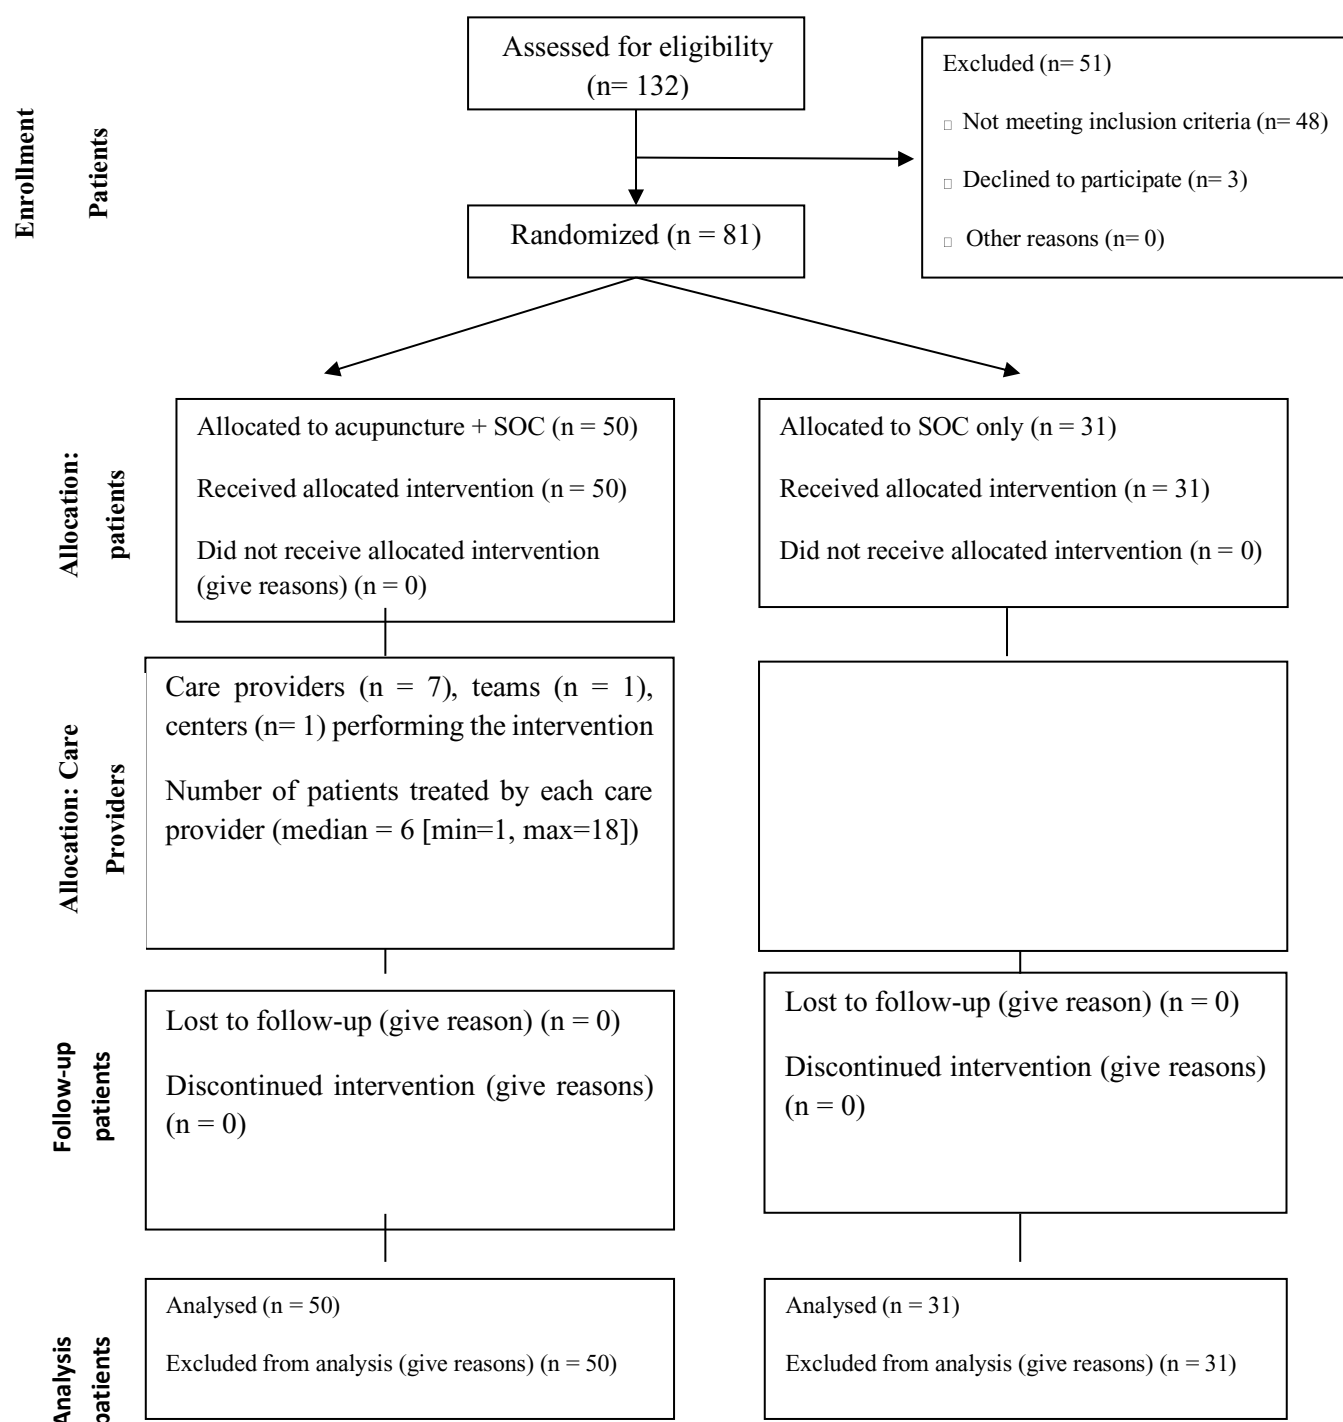 Assessed for eligibility
(n= 132)
Excluded (n= 51)
Not meeting inclusion criteria (n= 48)
Declined to participate (n= 3)
Other reasons (n= 0)
Enrollment
Patients
Randomized (n = 81)
Allocation:
patients
Allocated to acupuncture + SOC (n = 50)
Received allocated intervention (n = 50)
Did not receive allocated intervention
(give reasons) (n = 0)
Allocated to SOC only (n = 31)
Received allocated intervention (n = 31)
Did not receive allocated intervention (n = 0)
Allocation: Care
Providers
Care providers (n = 7), teams (n = 1),
centers (n= 1) performing the intervention
Number of patients treated by each care
provider (median = 6 [min=1, max=18])
Follow-up
patients
Lost to follow-up (give reason) (n = 0)
Discontinued intervention (give reasons)
(n = 0)
Lost to follow-up (give reason) (n = 0)
Discontinued intervention (give reasons)
(n = 0)
Analysis
patients
Analysed (n = 50)
Excluded from analysis (give reasons) (n = 50)
Analysed (n = 31)
Excluded from analysis (give reasons) (n = 31)